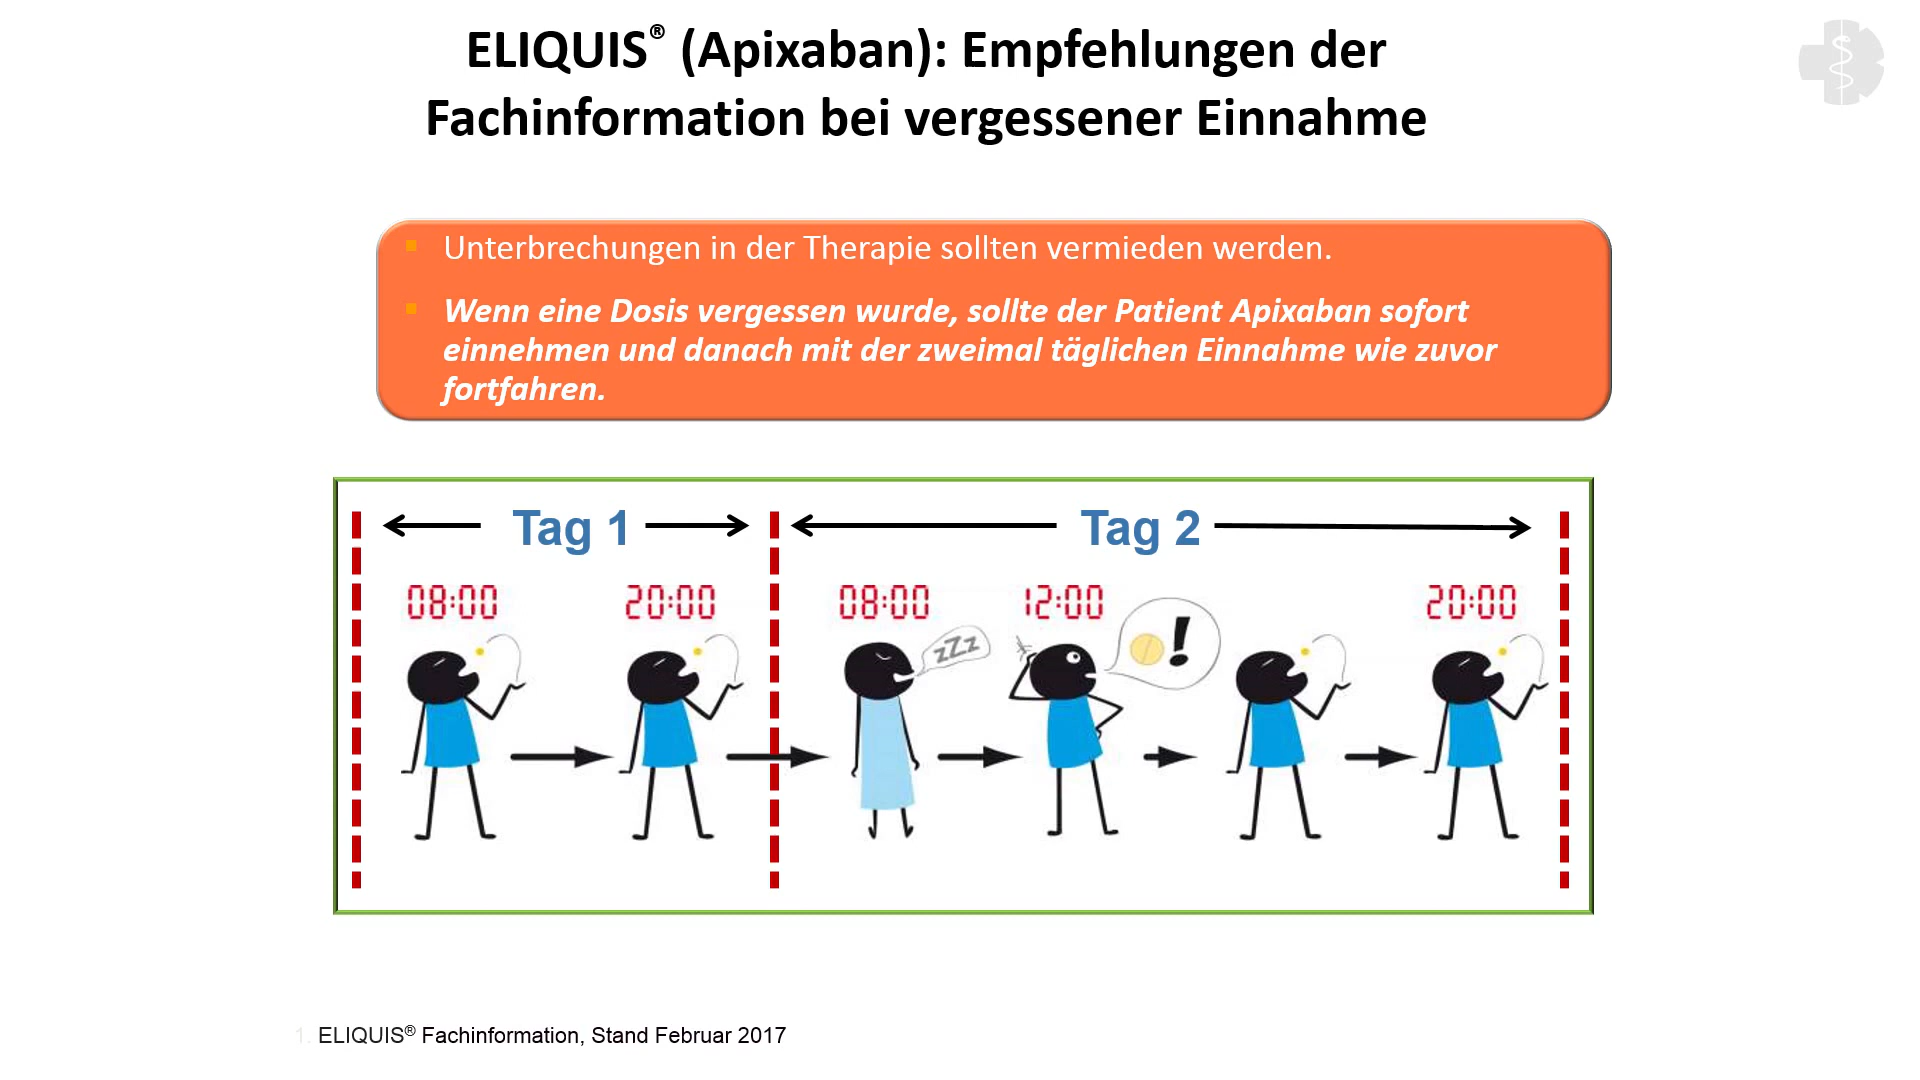 ELIQUIS® (Apixaban): Empfehlungen der
Fachinformation bei vergessener Einnahme
Unterbrechungen in der Therapie sollten vermieden werden.
Wenn eine Dosis vergessen wurde, sollte der Patient Apixaban sofort
einnehmen und danach mit der zweimal täglichen Einnahme wie zuvor
fortfahren.
Tag 1 Tag 2
08:00 20:00 08:00 12:00 20:00
zZz !
1. ELIQUIS® Fachinformation, Stand Februar 2017